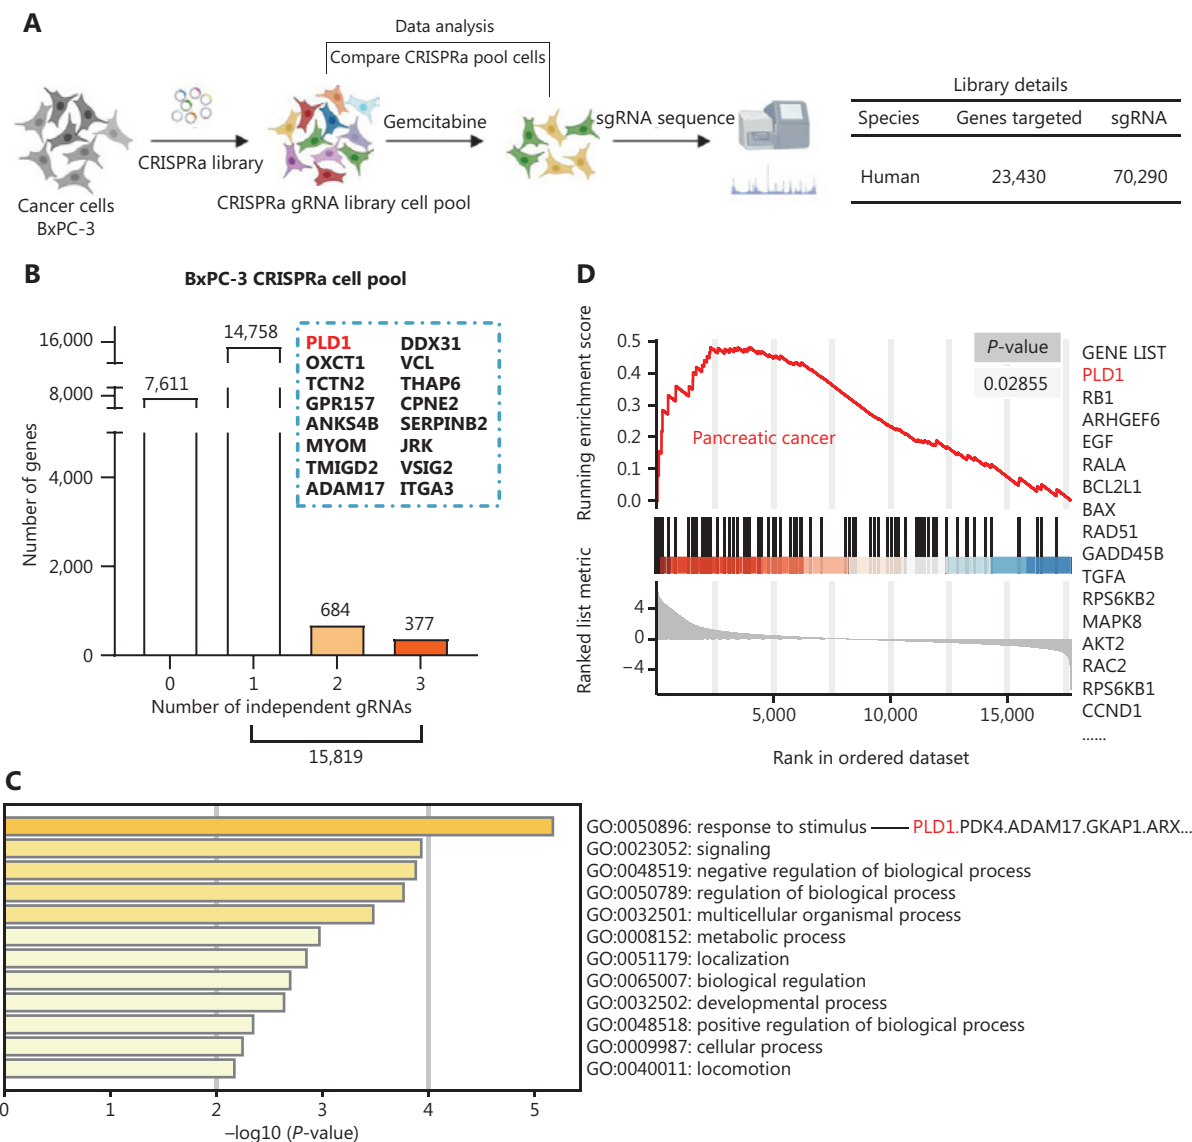 A
Data analysis
Compare CRISPRa pool cells
Gemcitabine
sgRNA sequence
CRISPRa library
Cancer cells
BxPC-3
CRISPRa gRNA library cell pool
Library details
Species Genes targeted sgRNA
Human 23,430 70,290
B
BxPC-3 CRISPRa cell pool
Number of genes
16,000
8,000
4,000
2,000
0
7,611
14,758
684
377
PLD1 DDX31
OXCT1 VCL
TCTN2 THAP6
GPR157 CPNE2
ANKS4B SERPINB2
MYOM JRK
TMIGD2 VSIG2
ADAM17 ITGA3
0 1 2 3
Number of independent gRNAs
15,819
D
Running enrichment score
0.5
0.4
0.3
0.2
0.1
0.0
Pancreatic cancer
P-value
0.02855
Ranked list metric
4
0
−4
5,000 10,000 15,000
Rank in ordered dataset
GENE LIST
PLD1
RB1
ARHGEF6
EGF
RALA
BCL2L1
BAX
RAD51
GADD45B
TGFA
RPS6KB2
MAPK8
AKT2
RAC2
RPS6KB1
CCND1
......
C
GO:0050896: response to stimulus PLD1.PDK4.ADAM17.GKAP1.ARX...
GO:0023052: signaling
GO:0048519: negative regulation of biological process
GO:0050789: regulation of biological process
GO:0032501: multicellular organismal process
GO:0008152: metabolic process
GO:0051179: localization
GO:0065007: biological regulation
GO:0032502: developmental process
GO:0048518: positive regulation of biological process
GO:0009987: cellular process
GO:0040011: locomotion
0 1 2 3 4 5
−log10 (P-value)